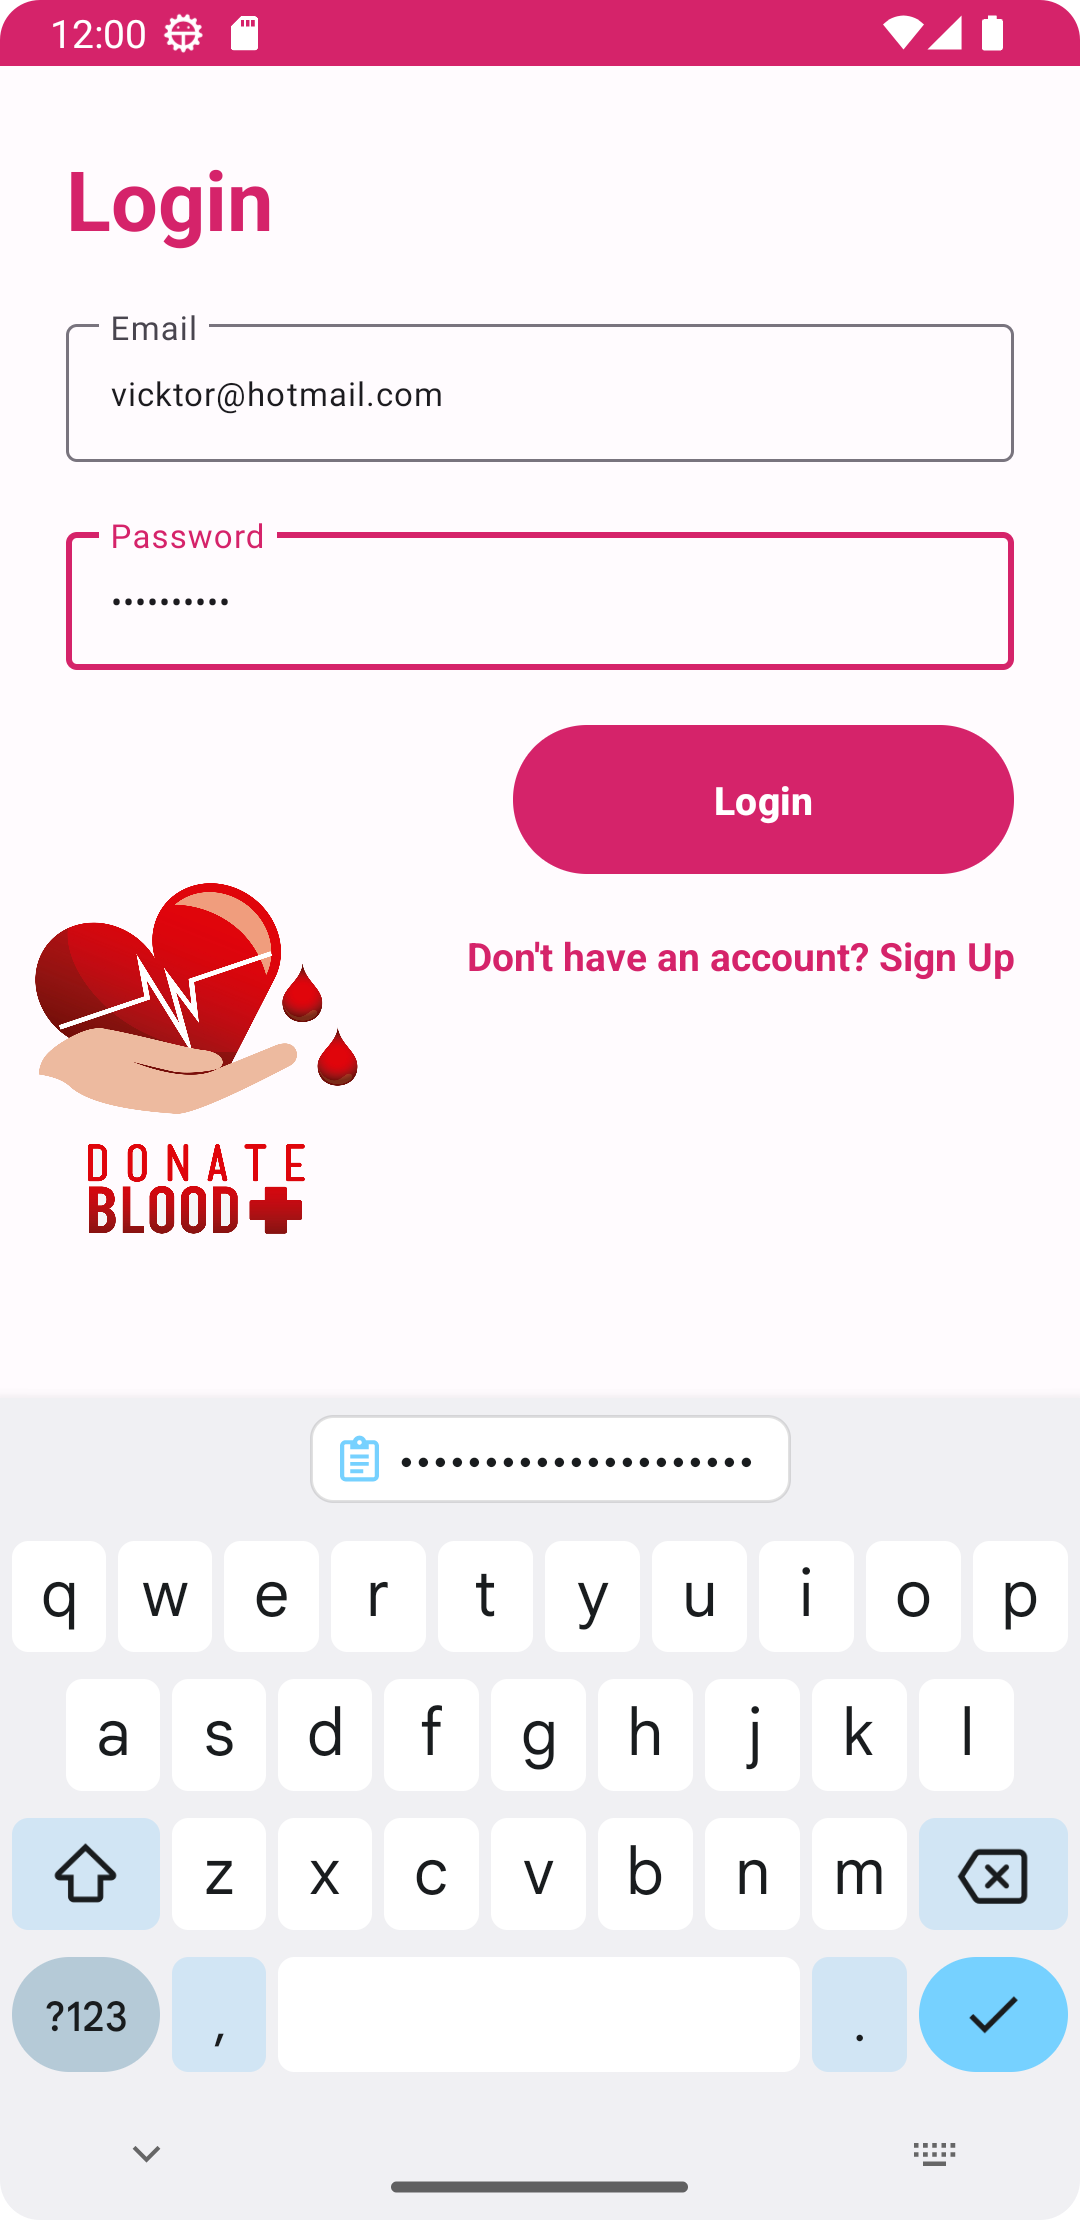 12:00
Login
Email
vicktor@hotmail.com
Password
••••••••••
Login
Don't have an account? Sign Up
DONATE
BLOOD
•••••••••••••••••••••
q w e r t y u i o p
a s d f g h j k l
z x c v b n m
?123 , .